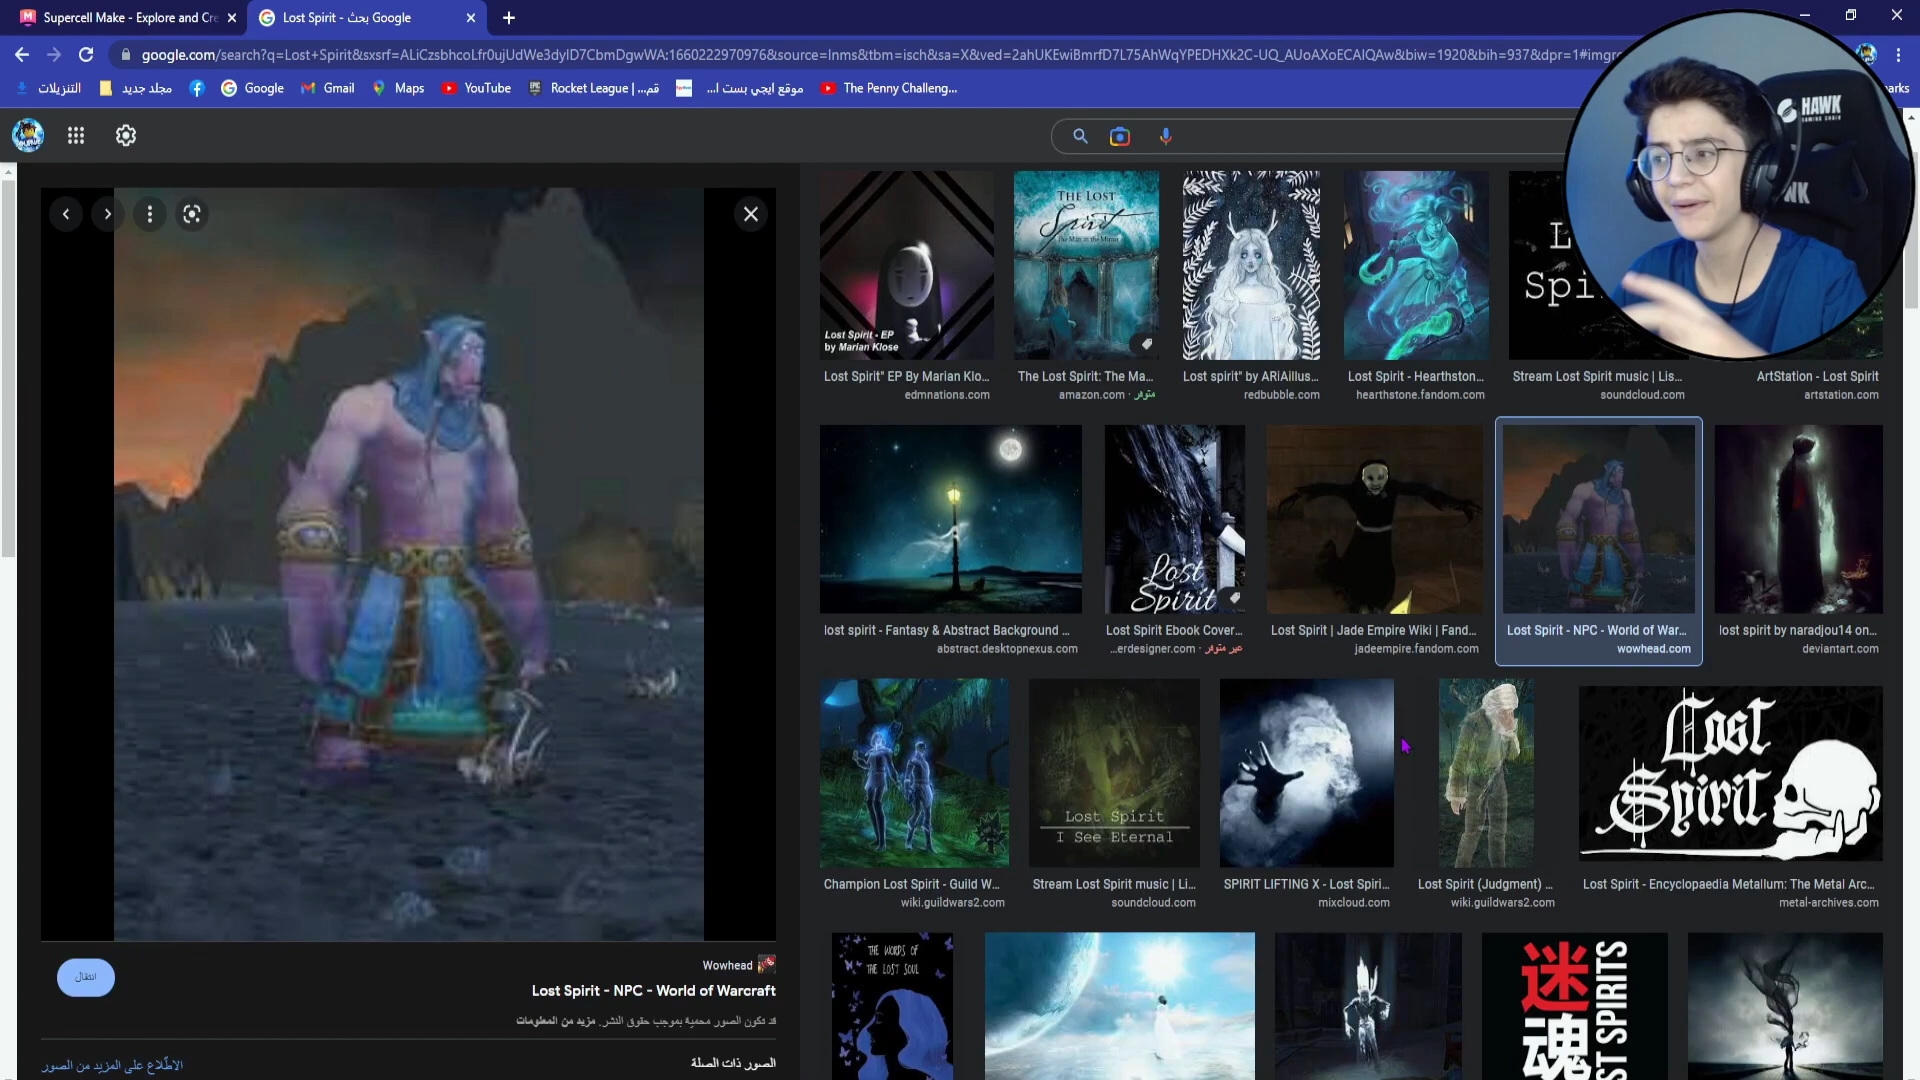 Supercell Make - Explore and Cre
Lost Spirit - بحث Google
google.com/search?q=Lost+Spirit&sxsrf=ALiCzsbhcoLfr0ujUdWe3dyID7CbmDgwWA:1660222970976&source=lnms&tbm=isch&sa=X&ved=2ahUKEwiBmrfD7L75AhWqYPEDHXk2C-UQ_AUoAXoECAIQAw&biw=1920&bih=937&dpr=1#imgrc
التنزيلات
مجلد جديد
Google
Gmail
Maps
YouTube
Rocket League | قم...
موقع ايجي بست ا...
The Penny Challeng...
arks
HAWK
GAMING CHAIR
Lost Spirit - EP
by Marian Klose
THE LOST
Spirit
The Man in the Mirror
L
Spi
Lost Spirit" EP By Marian Klo...
edmnations.com
The Lost Spirit: The Ma...
amazon.com · متوفر
Lost spirit" by ARiAillus...
redbubble.com
Lost Spirit - Hearthston...
hearthstone.fandom.com
Stream Lost Spirit music | Lis...
soundcloud.com
ArtStation - Lost Spirit
artstation.com
Lost
Spirit
lost spirit - Fantasy & Abstract Background ...
abstract.desktopnexus.com
Lost Spirit Ebook Cover...
...erdesigner.com · غير متوفر
Lost Spirit | Jade Empire Wiki | Fand...
jadeempire.fandom.com
Lost Spirit - NPC - World of War...
wowhead.com
lost spirit by naradjou14 on...
deviantart.com
Lost Spirit
I See Eternal
Lost
Spirit
Champion Lost Spirit - Guild W...
wiki.guildwars2.com
Stream Lost Spirit music | Li...
soundcloud.com
SPIRIT LIFTING X - Lost Spiri...
mixcloud.com
Lost Spirit (Judgment) ...
wiki.guildwars2.com
Lost Spirit - Encyclopaedia Metallum: The Metal Arc...
metal-archives.com
THE WORDS OF
THE LOST SOUL
迷
魂
ST SPIRITS
Wowhead
انتقال
Lost Spirit - NPC - World of Warcraft
قد تكون الصور محمية بموجب حقوق النشر. مزيد من المعلومات
الصور ذات الصلة
الاطّلاع على المزيد من الصور